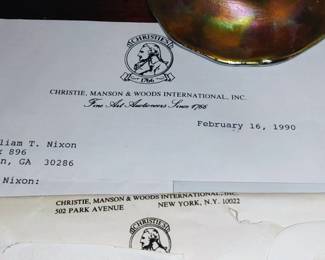 CHRISTIE'S
1766
CHRISTIE, MANSON & WOODS INTERNATIONAL, INC.
Fine Art Auctioneers Since 1766
February 16, 1990
liam T. Nixon
x 896
n, GA 30286
Nixon:
CHRISTIE, MANSON & WOODS INTERNATIONAL, INC.
502 PARK AVENUE NEW YORK, N.Y. 10022
CHRISTIE'S